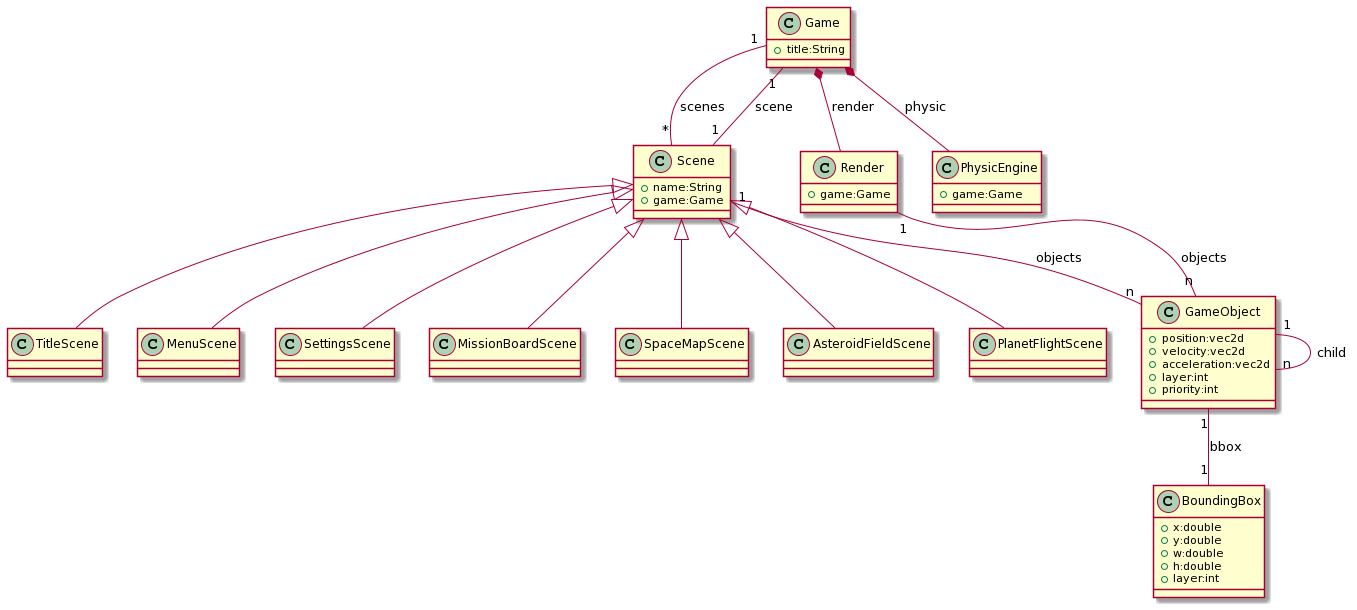 C Game
title:String
1
1
scenes
scene
render
physic
*
1
C Scene
name:String
game:Game
1
C Render
game:Game
1
C PhysicEngine
game:Game
objects
objects
n
n
C TitleScene
C MenuScene
C SettingsScene
C MissionBoardScene
C SpaceMapScene
C AsteroidFieldScene
C PlanetFlightScene
C GameObject
position:vec2d
velocity:vec2d
acceleration:vec2d
layer:int
priority:int
1
child
n
1
bbox
1
C BoundingBox
x:double
y:double
w:double
h:double
layer:int